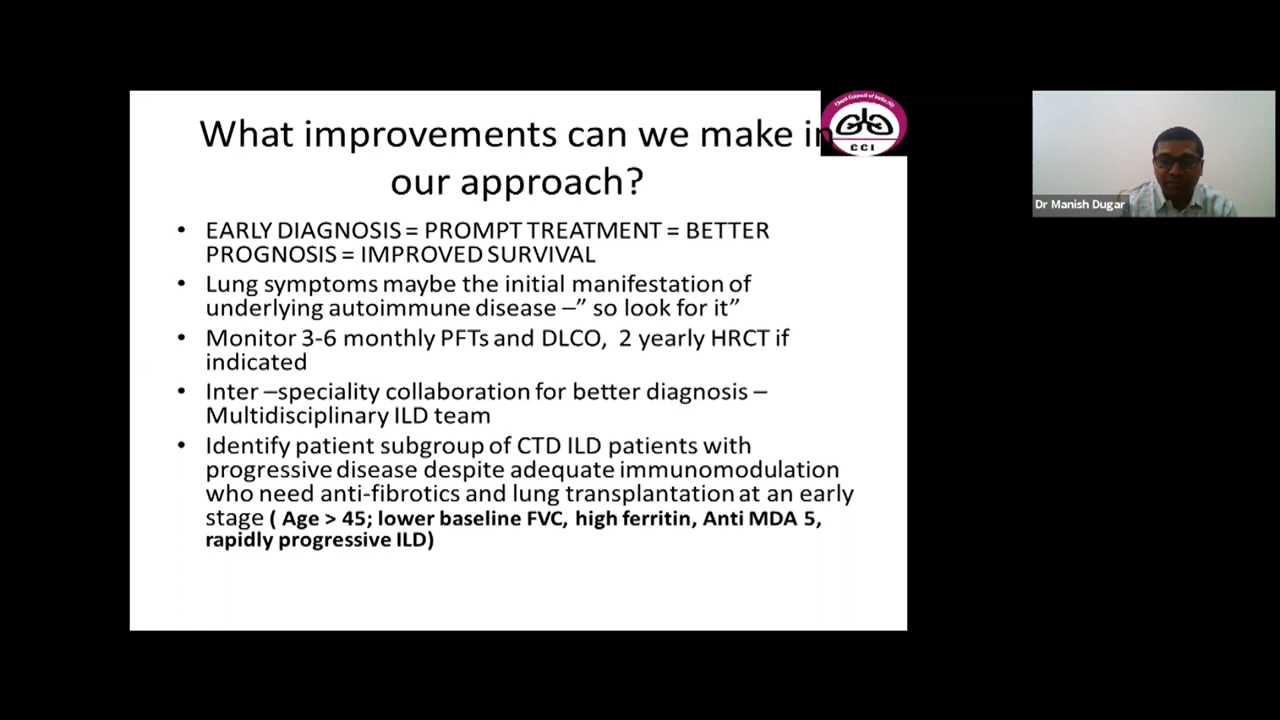 What improvements can we make in
our approach?
• EARLY DIAGNOSIS = PROMPT TREATMENT = BETTER
PROGNOSIS = IMPROVED SURVIVAL
• Lung symptoms maybe the initial manifestation of
underlying autoimmune disease –” so look for it”
• Monitor 3-6 monthly PFTs and DLCO, 2 yearly HRCT if
indicated
• Inter –speciality collaboration for better diagnosis –
Multidisciplinary ILD team
• Identify patient subgroup of CTD ILD patients with
progressive disease despite adequate immunomodulation
who need anti-fibrotics and lung transplantation at an early
stage ( Age > 45; lower baseline FVC, high ferritin, Anti MDA 5,
rapidly progressive ILD)
Chest Council of India
CCI
Dr Manish Dugar